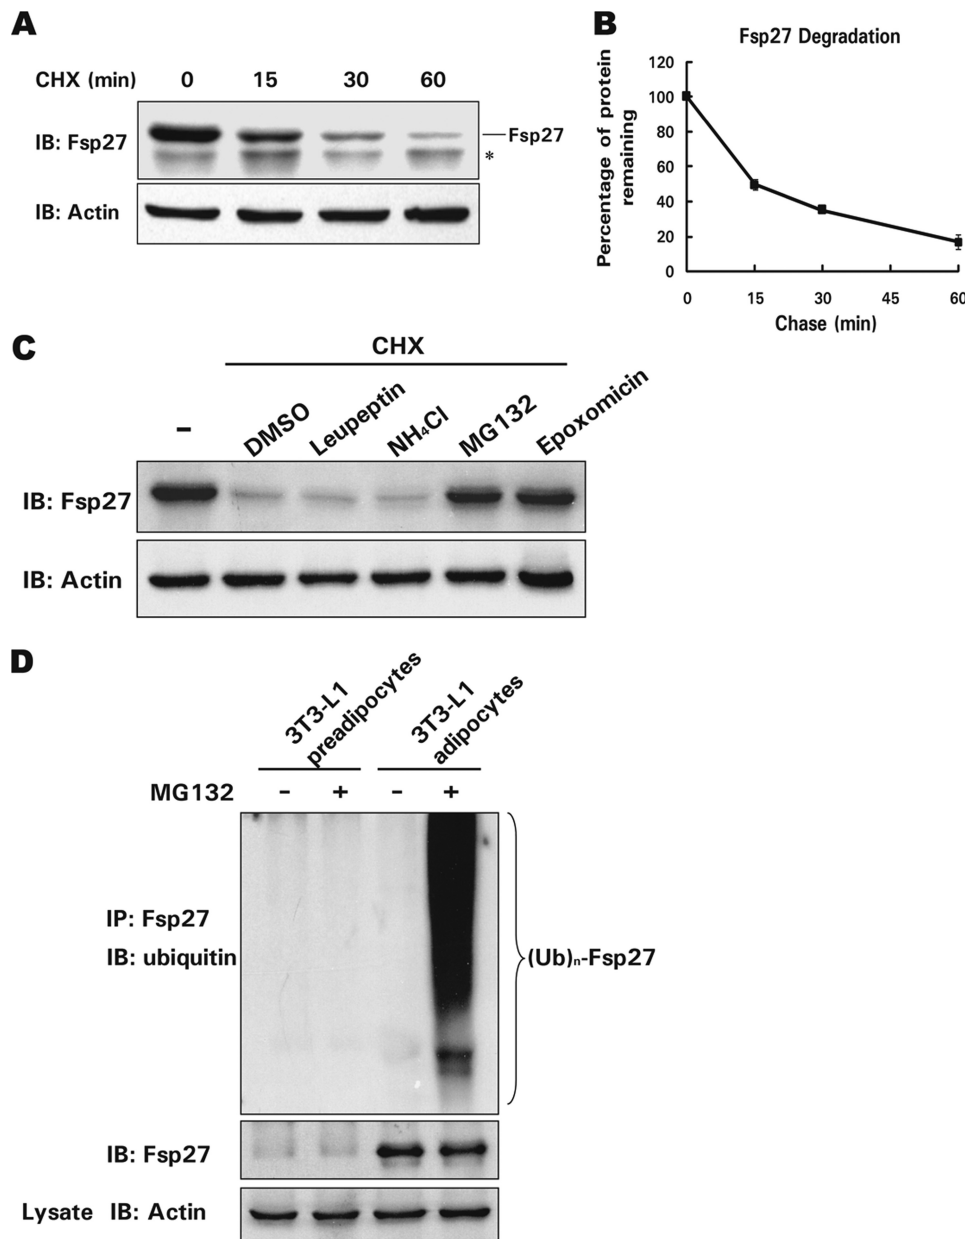 A
CHX (min) 0 15 30 60
IB: Fsp27
Fsp27
*
IB: Actin
B
Fsp27 Degradation
Percentage of protein
remaining
120
100
80
60
40
20
0
0 15 30 45 60
Chase (min)
C
CHX
– DMSO Leupeptin NH₄Cl MG132 Epoxomicin
IB: Fsp27
IB: Actin
D
3T3-L1
preadipocytes
3T3-L1
adipocytes
MG132 – + – +
IP: Fsp27
IB: ubiquitin
(Ub)ₙ-Fsp27
IB: Fsp27
Lysate IB: Actin